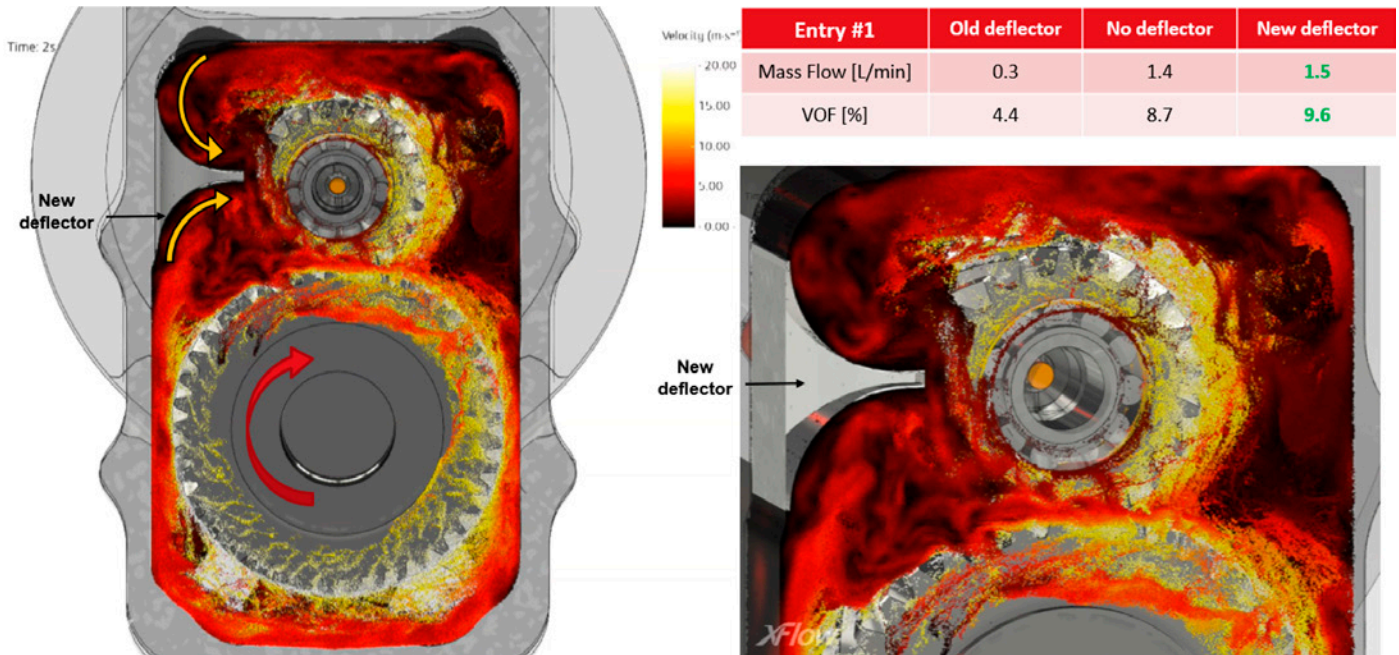 Time: 2s
Velocity (m·s
20.00
15.00
10.00
5.00
0.00
New
deflector
Entry #1 Old deflector No deflector New deflector
Mass Flow [L/min] 0.3 1.4 1.5
VOF [%] 4.4 8.7 9.6
New
deflector
XFlow